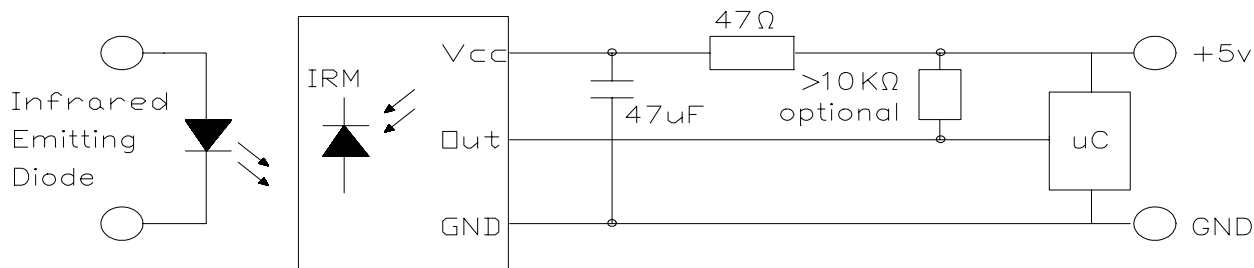 Infrared
Emitting
Diode
IRM
Vcc
Out
GND
47uF
47Ω
>10KΩ
optional
uC
+5v
GND